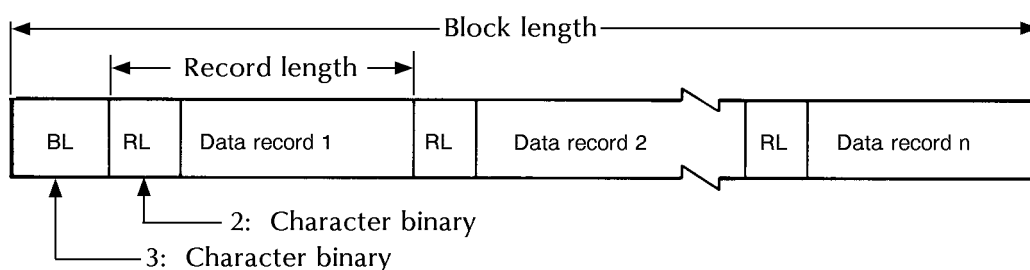 Block length
Record length
BL RL Data record 1 RL Data record 2 RL Data record n
2: Character binary
3: Character binary